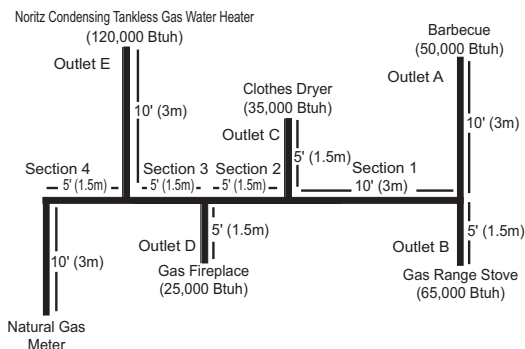 Noritz Condensing Tankless Gas Water Heater
(120,000 Btuh)
Outlet E
10' (3m)
Barbecue
(50,000 Btuh)
Outlet A
10' (3m)
Clothes Dryer
(35,000 Btuh)
Outlet C
5' (1.5m)
Section 4
5' (1.5m)
Section 3
5' (1.5m)
Section 2
5' (1.5m)
Section 1
10' (3m)
10' (3m)
Natural Gas
Meter
Outlet D
5' (1.5m)
Gas Fireplace
(25,000 Btuh)
Outlet B
5' (1.5m)
Gas Range Stove
(65,000 Btuh)